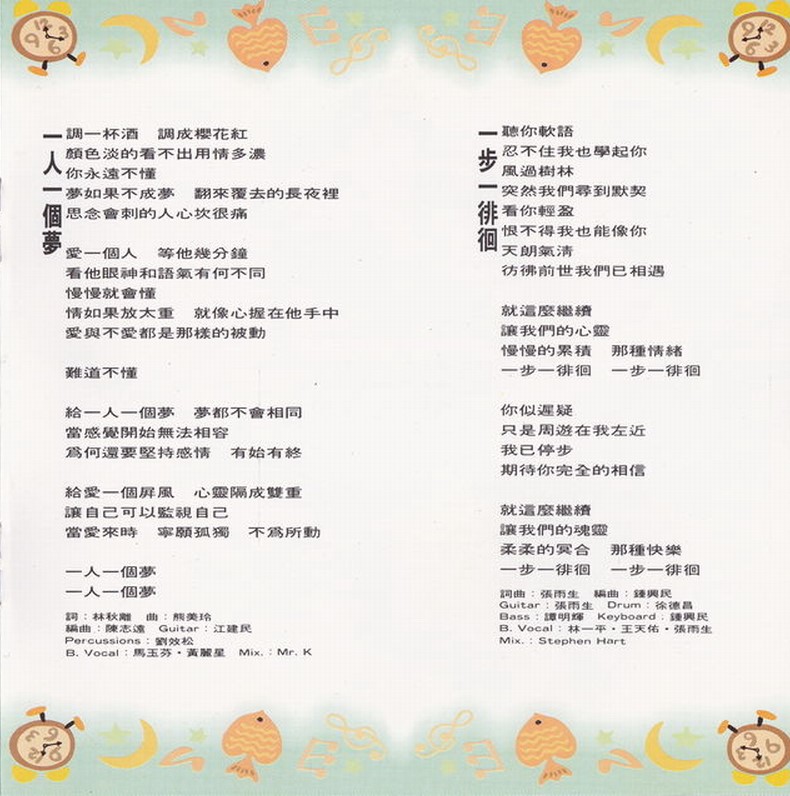 一人一個夢
調一杯酒　調成櫻花紅
顏色淡的看不出用情多濃
你永遠不懂
夢如果不成夢　翻來覆去的長夜裡
思念會刺的人心坎很痛
愛一個人　等他幾分鐘
看他眼神和語氣有何不同
慢慢就會懂
情如果放太重　就像心握在他手中
愛與不愛都是那樣的被動
難道不懂
給一人一個夢　夢都不會相同
當感覺開始無法相容
為何還要堅持感情　有始有終
給愛一個屏風　心靈隔成雙重
讓自己可以監視自己
當愛來時　寧願孤獨　不為所動
一人一個夢
一人一個夢
詞：林秋離　曲：熊美玲
編曲：陳志遠　Guitar：江建民
Percussions：劉效松
B. Vocal：馬玉芬・黃麗星　Mix.：Mr. K
一步一徘徊
聽你軟語
忍不住我也學起你
風過樹林
突然我們尋到默契
看你輕盈
恨不得我也能像你
天朗氣清
彷彿前世我們已相遇
就這麼繼續
讓我們的心靈
慢慢的累積　那種情緒
一步一徘徊　一步一徘徊
你似遲疑
只是周遊在我左近
我已停步
期待你完全的相信
就這麼繼續
讓我們的魂靈
柔柔的冥合　那種快樂
一步一徘徊　一步一徘徊
詞曲：張雨生　編曲：鍾興民
Guitar：張雨生　Drum：徐德昌
Bass：譚明輝　Keyboard：鍾興民
B. Vocal：林一平・王天佑・張雨生
Mix.：Stephen Hart